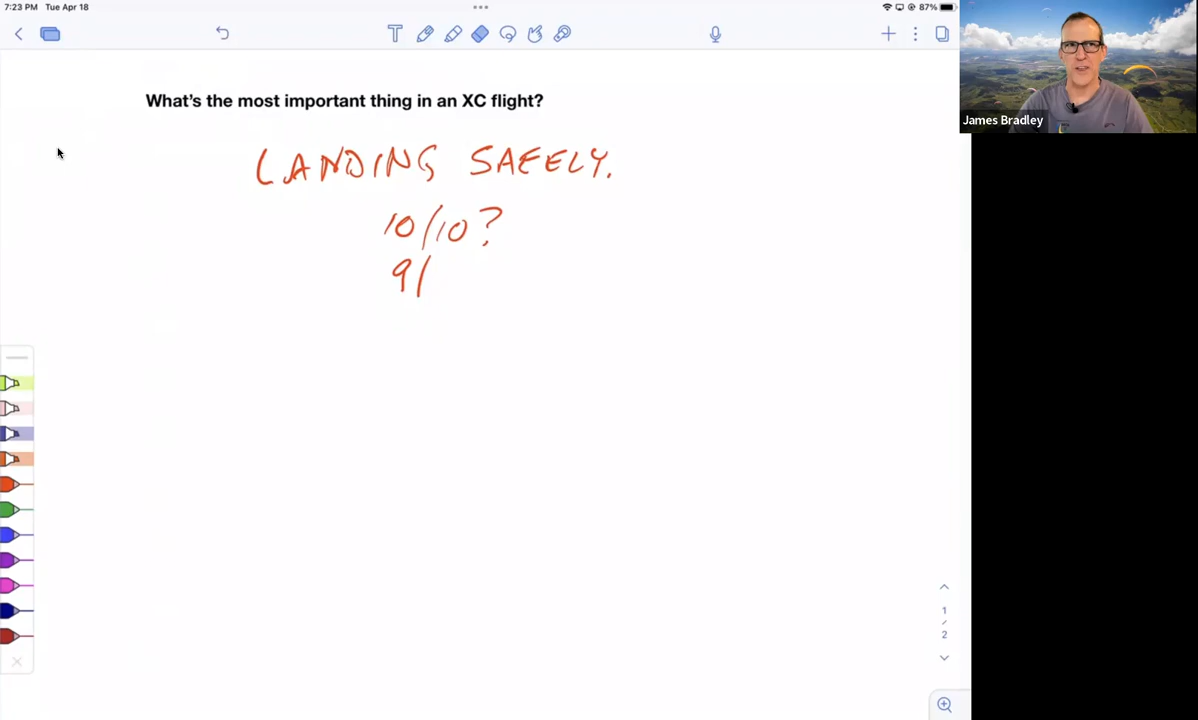 7:23 PM Tue Apr 18
87%
What's the most important thing in an XC flight?
LANDING SAFELY.
10/10?
9/
James Bradley
1
/
2